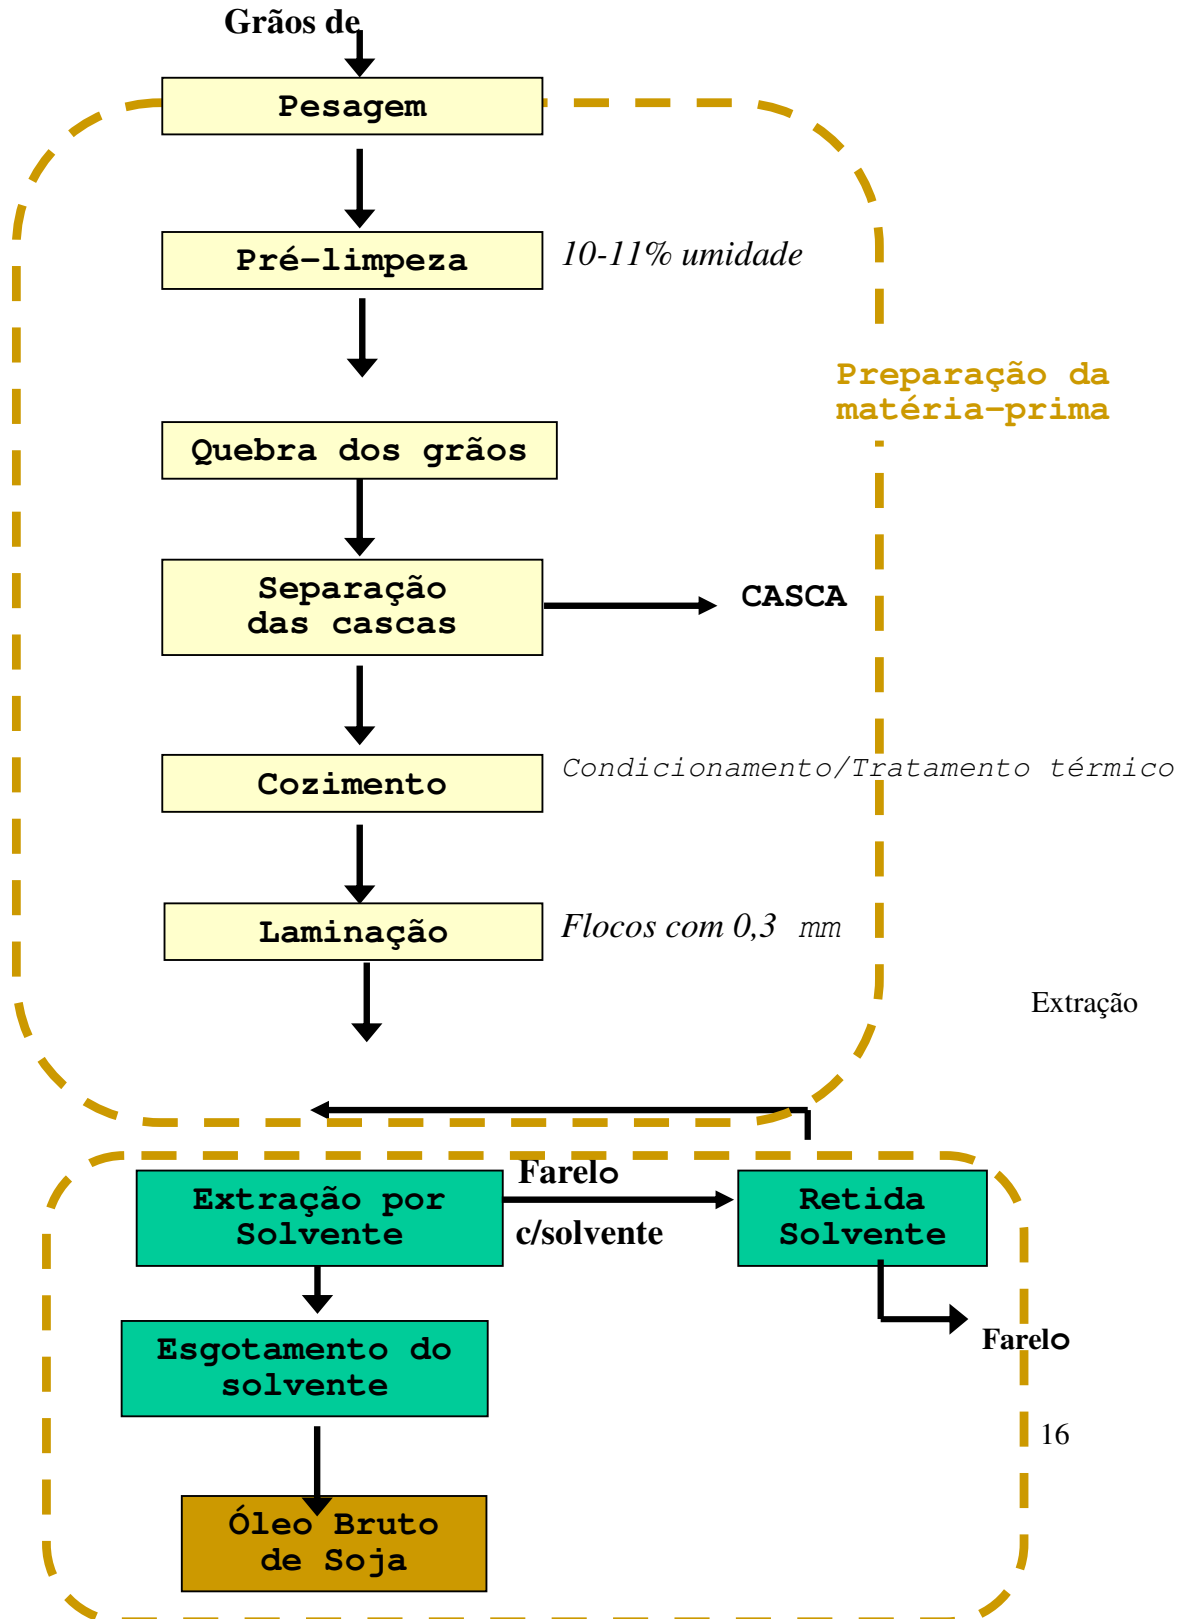 Grãos de
Pesagem
Pré-limpeza
10-11% umidade
Preparação da
matéria-prima
Quebra dos grãos
Separação
das cascas
CASCA
Cozimento
Condicionamento/Tratamento térmico
Laminação
Flocos com 0,3 mm
Extração
Extração por
Solvente
Farelo
c/solvente
Retida
Solvente
Farelo
Esgotamento do
solvente
16
Óleo Bruto
de Soja